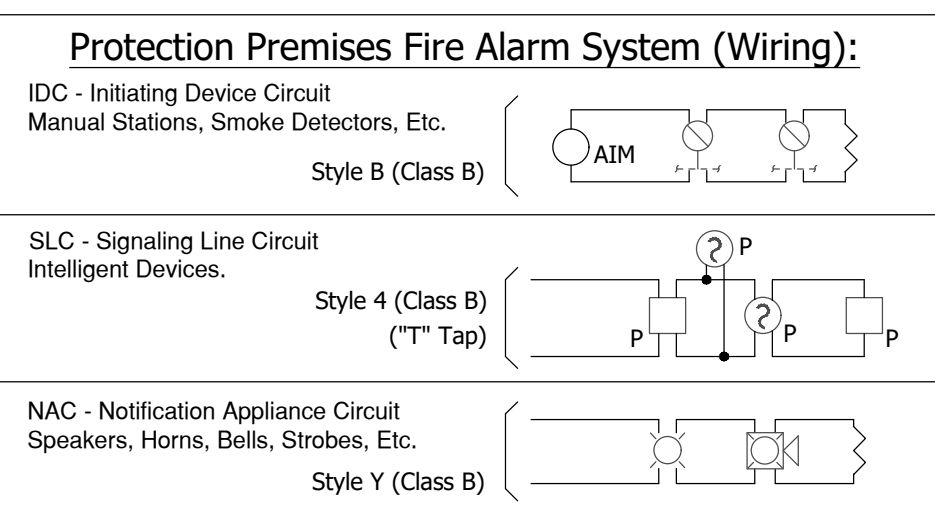 Protection Premises Fire Alarm System (Wiring):
IDC - Initiating Device Circuit
Manual Stations, Smoke Detectors, Etc.
Style B (Class B)
AIM
SLC - Signaling Line Circuit
Intelligent Devices.
Style 4 (Class B)
("T" Tap)
P
P
P
P
NAC - Notification Appliance Circuit
Speakers, Horns, Bells, Strobes, Etc.
Style Y (Class B)